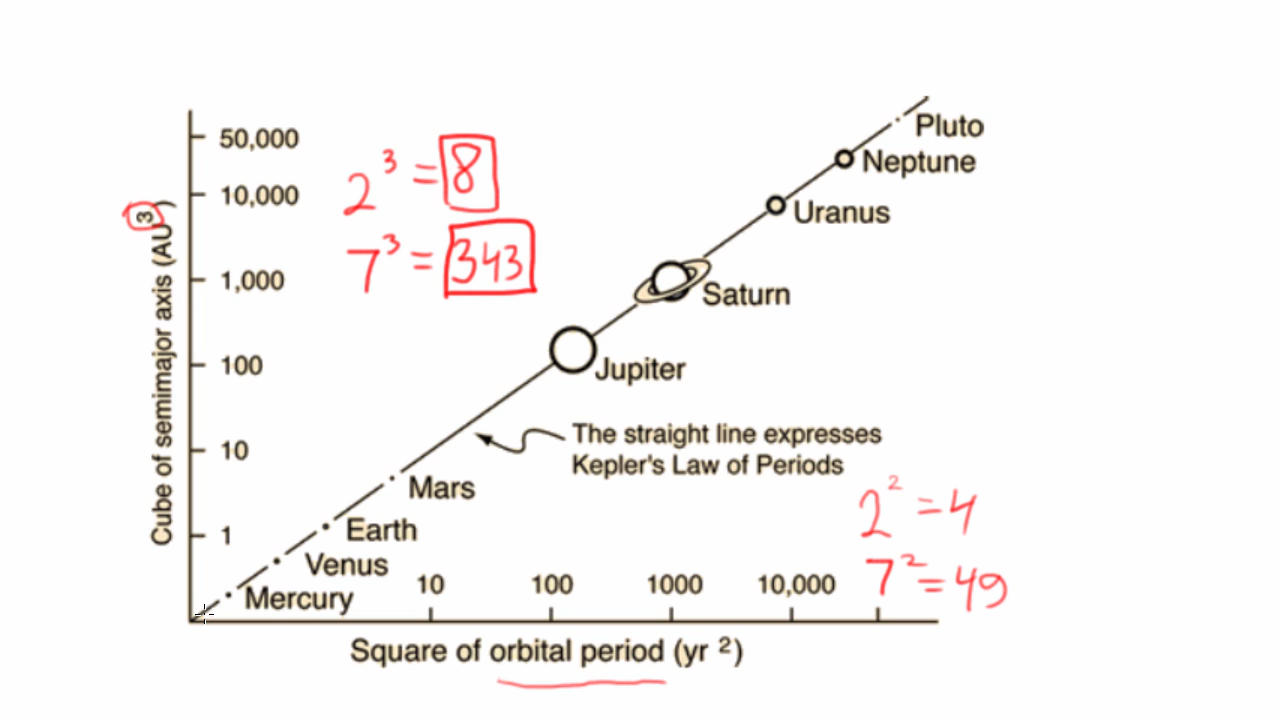 50,000
10,000
1,000
100
10
1
Cube of semimajor axis (AU³)
2³ = 8
7³ = 343
Pluto
Neptune
Uranus
Saturn
Jupiter
The straight line expresses
Kepler's Law of Periods
Mars
Earth
Venus
Mercury
2² = 4
7² = 49
10 100 1000 10,000
Square of orbital period (yr ²)